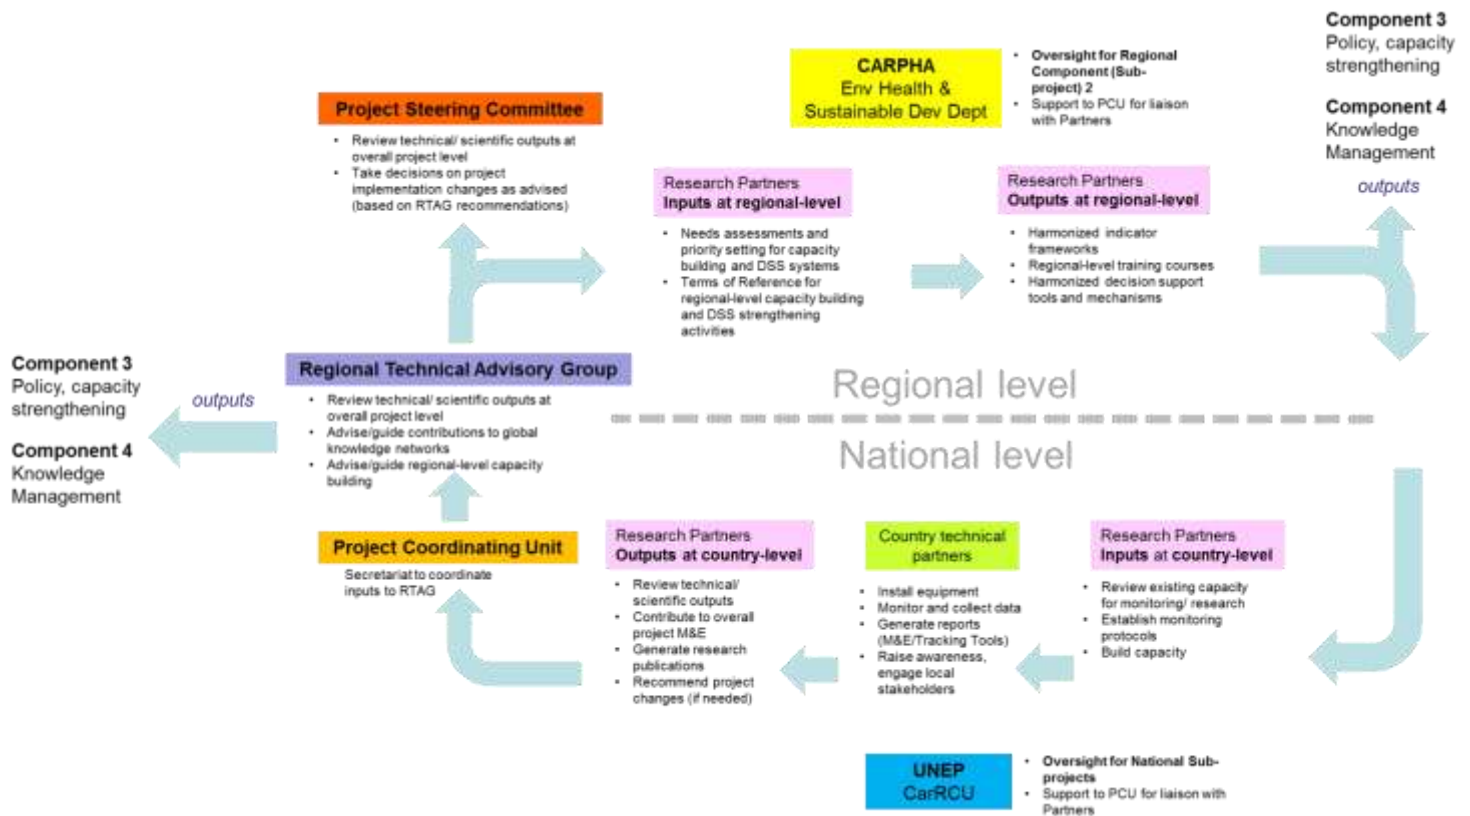 Component 3
Policy, capacity
strengthening
Component 4
Knowledge
Management
outputs
CARPHA
Env Health &
Sustainable Dev Dept
• Oversight for Regional
Component (Sub-
project) 2
• Support to PCU for liaison
with Partners
Project Steering Committee
• Review technical/ scientific outputs at
overall project level
• Take decisions on project
implementation changes as advised
(based on RTAG recommendations)
Research Partners
Inputs at regional-level
• Needs assessments and
priority setting for capacity
building and DSS systems
• Terms of Reference for
regional-level capacity building
and DSS strengthening
activities
Research Partners
Outputs at regional-level
• Harmonized indicator
frameworks
• Regional-level training courses
• Harmonized decision support
tools and mechanisms
Component 3
Policy, capacity
strengthening
Component 4
Knowledge
Management
outputs
Regional Technical Advisory Group
• Review technical/ scientific outputs at
overall project level
• Advise/guide contributions to global
knowledge networks
• Advise/guide regional-level capacity
building
Regional level
National level
Project Coordinating Unit
Secretariat to coordinate
inputs to RTAG
Research Partners
Outputs at country-level
• Review technical/
scientific outputs
• Contribute to overall
project M&E
• Generate research
publications
• Recommend project
changes (if needed)
Country technical
partners
• Install equipment
• Monitor and collect data
• Generate reports
(M&E/Tracking Tools)
• Raise awareness,
engage local
stakeholders
Research Partners
Inputs at country-level
• Review existing capacity
for monitoring/ research
• Establish monitoring
protocols
• Build capacity
UNEP
CarRCU
• Oversight for National Sub-
projects
• Support to PCU for liaison with
Partners